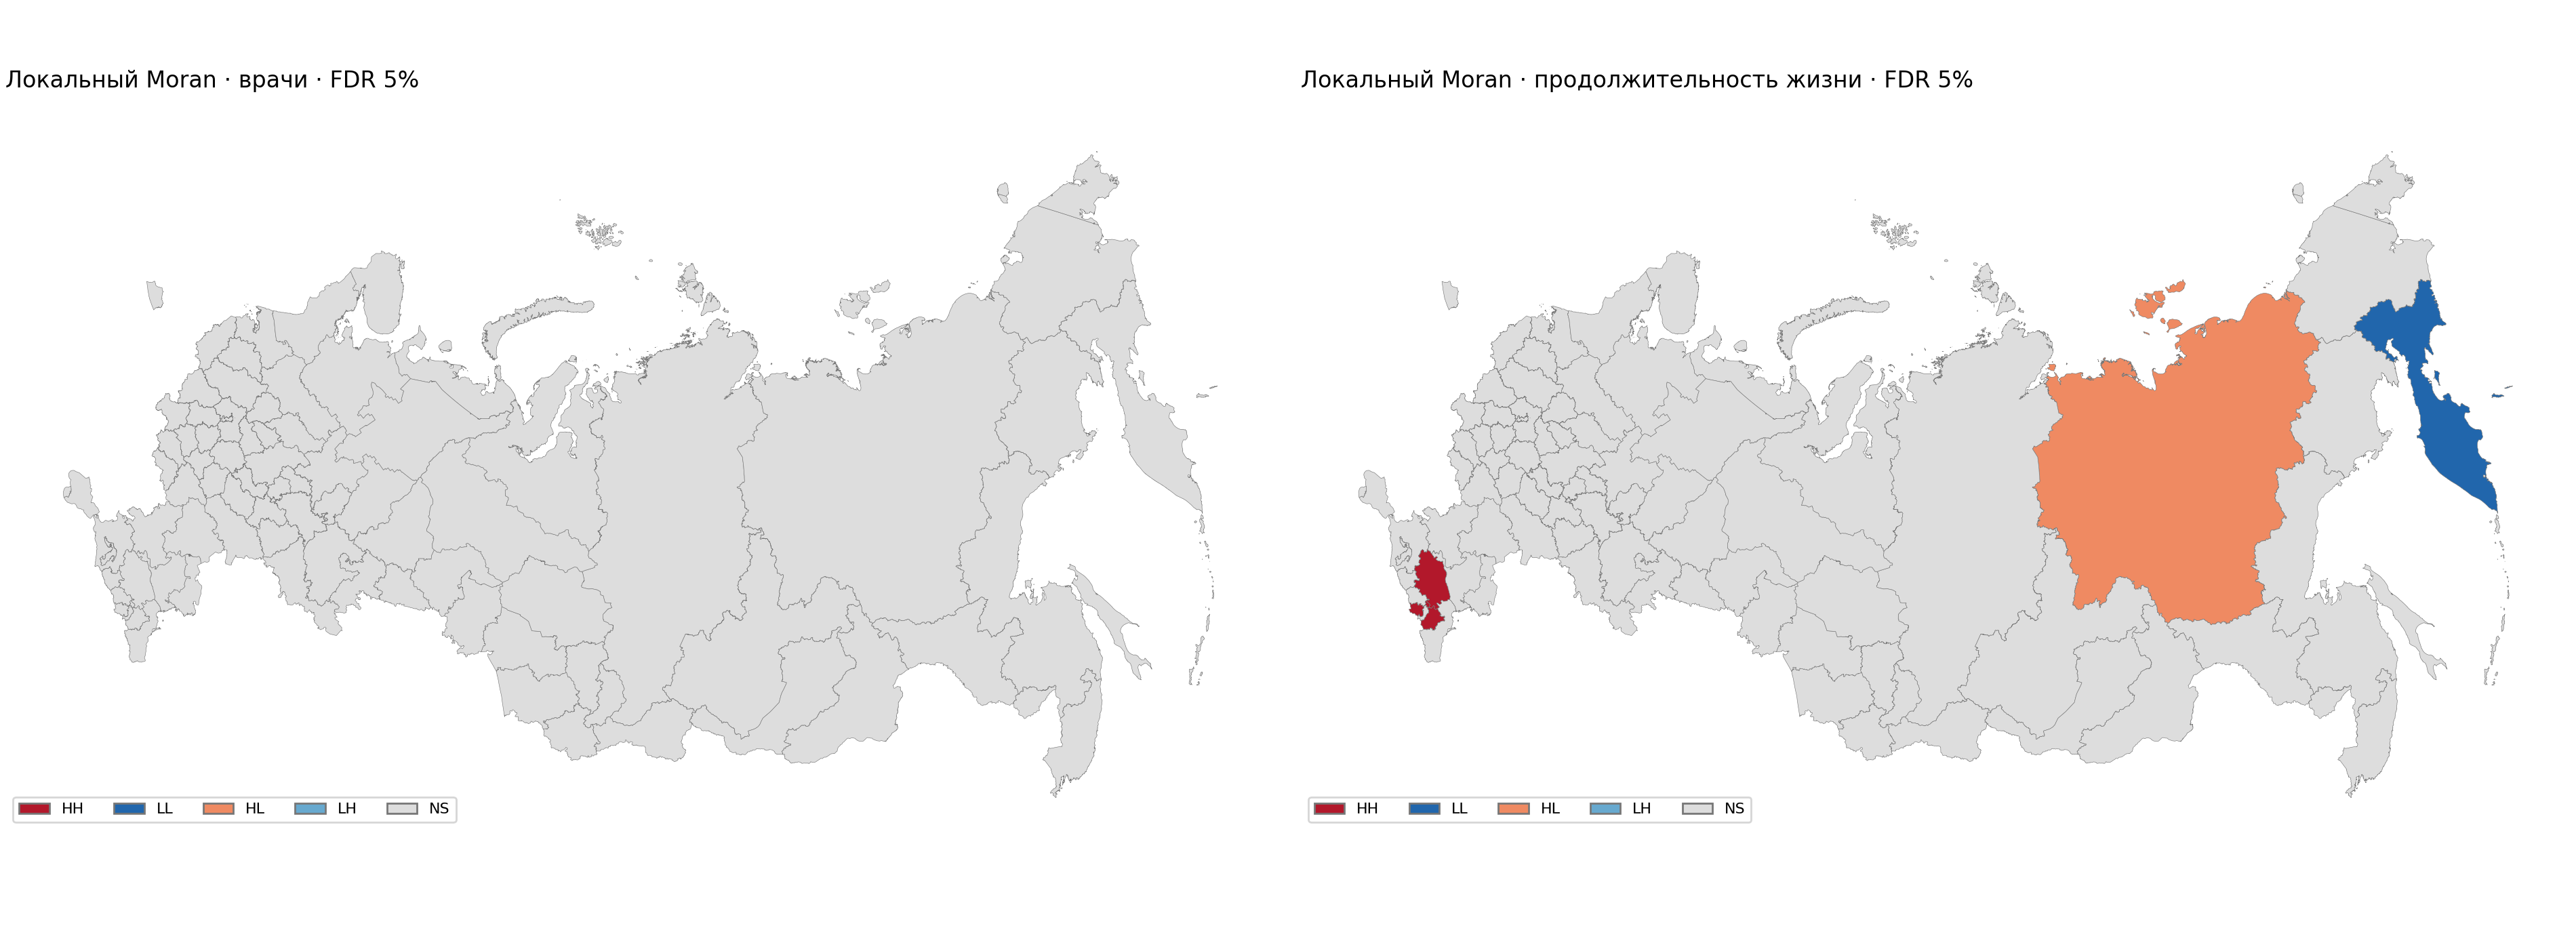 Локальный Moran · врачи · FDR 5%
HH LL HL LH NS
Локальный Moran · продолжительность жизни · FDR 5%
HH LL HL LH NS